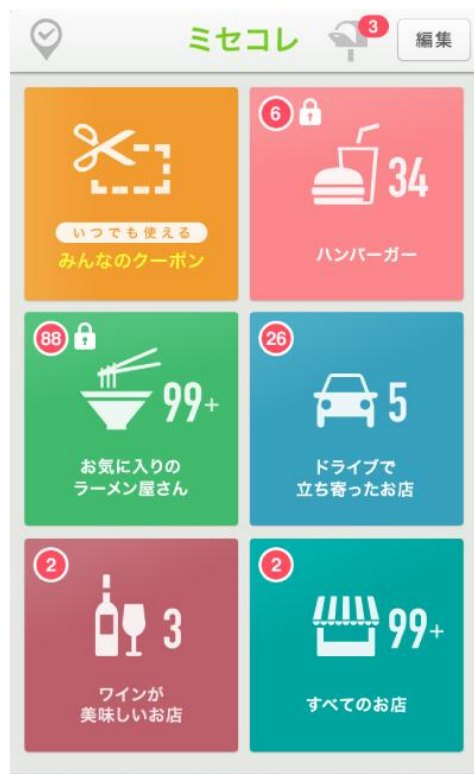 ミセコレ
3
編集
いつでも使える
みんなのクーポン
6
34
ハンバーガー
88
99+
お気に入りの
ラーメン屋さん
26
5
ドライブで
立ち寄ったお店
2
3
ワインが
美味しいお店
2
99+
すべてのお店